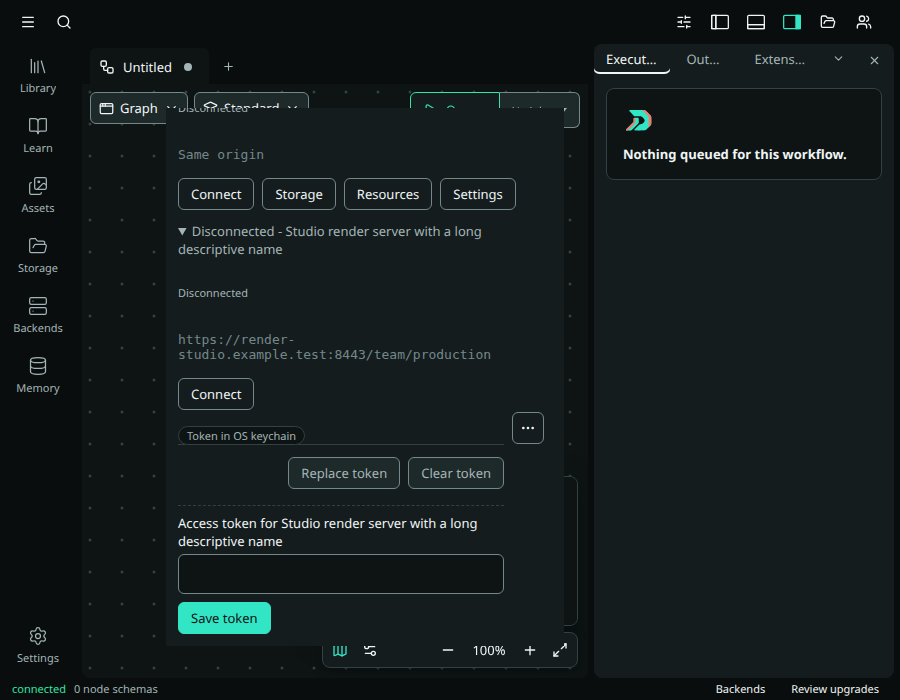 Untitled
Execut...
Out...
Extens...
Library
Learn
Assets
Storage
Backends
Memory
Settings
Graph
Standard
Nothing queued for this workflow.
Disconnected
Same origin
Connect
Storage
Resources
Settings
Disconnected - Studio render server with a long
descriptive name
Disconnected
https://render-
studio.example.test:8443/team/production
Connect
Token in OS keychain
...
Replace token
Clear token
Access token for Studio render server with a long
descriptive name
Save token
100%
connected
0 node schemas
Backends
Review upgrades